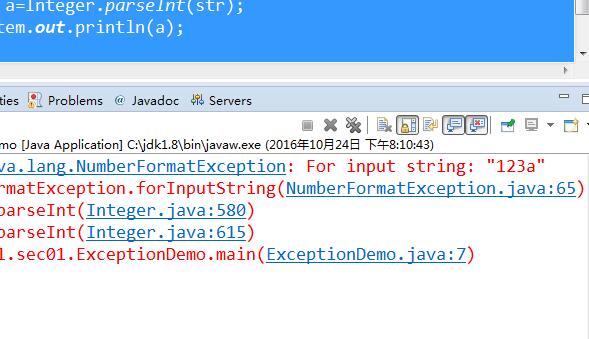 a=Integer.parseInt(str);
tem.out.println(a);
ties Problems @ Javadoc Servers
mo [Java Application] C:\jdk1.8\bin\javaw.exe (2016年10月24日 下午8:10:43)
va.lang.NumberFormatException: For input string: "123a"
rmatException.forInputString(NumberFormatException.java:65)
parseInt(Integer.java:580)
parseInt(Integer.java:615)
1.sec01.ExceptionDemo.main(ExceptionDemo.java:7)